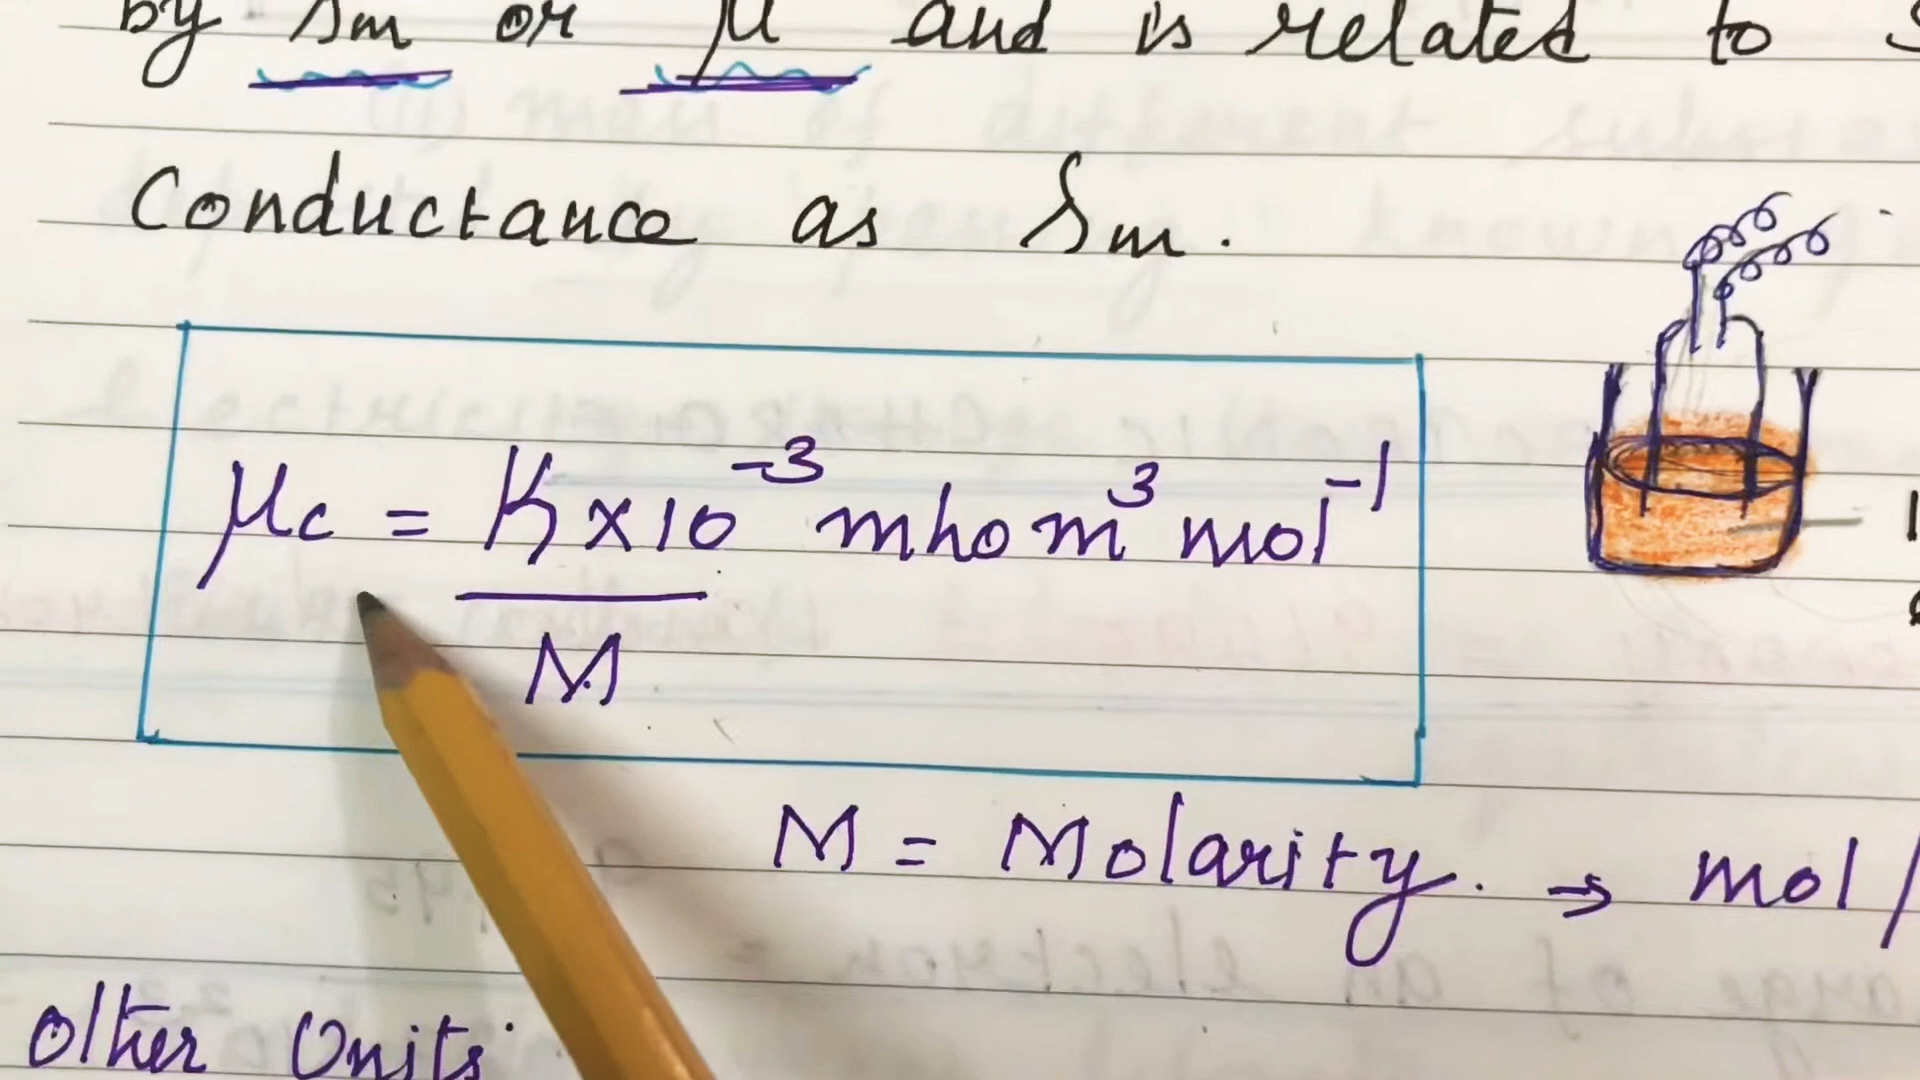 by Λm or μ and is related to
Conductance as Λm.
μc = K×10⁻³ mho m³ mol⁻¹
M
M = Molarity. → mol/
Other Units